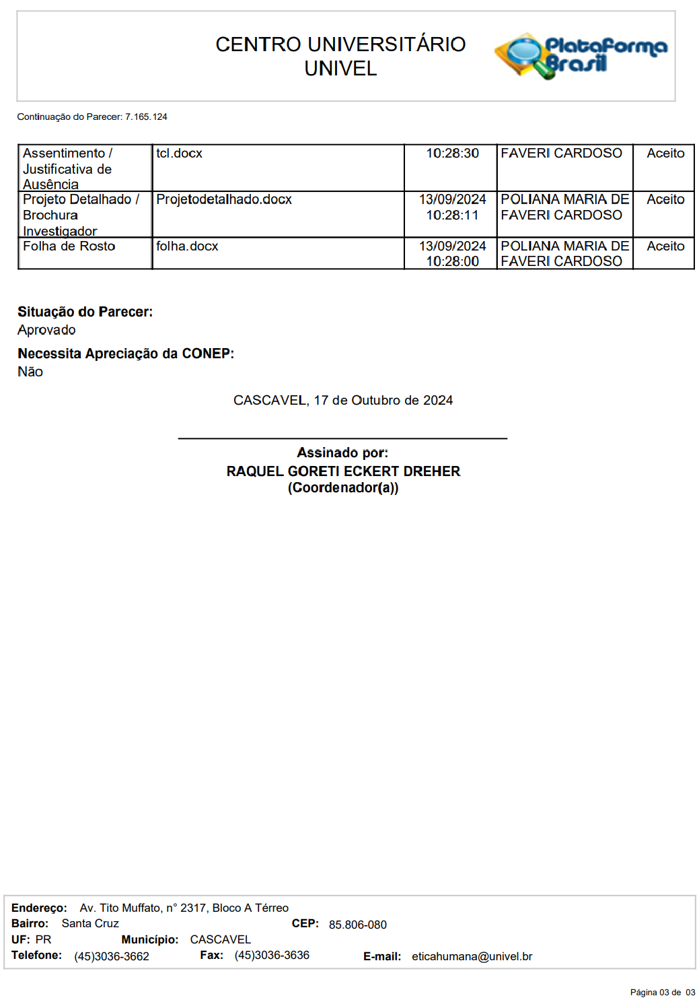 CENTRO UNIVERSITÁRIO
UNIVEL
Plataforma
Brasil
Continuação do Parecer: 7.165.124
Assentimento / tcl.docx 10:28:30 FAVERI CARDOSO Aceito
Justificativa de
Ausência
Projeto Detalhado / Projetodetalhado.docx 13/09/2024 POLIANA MARIA DE Aceito
Brochura 10:28:11 FAVERI CARDOSO
Investigador
Folha de Rosto folha.docx 13/09/2024 POLIANA MARIA DE Aceito
10:28:00 FAVERI CARDOSO
Situação do Parecer:
Aprovado
Necessita Apreciação da CONEP:
Não
CASCAVEL, 17 de Outubro de 2024
Assinado por:
RAQUEL GORETI ECKERT DREHER
(Coordenador(a))
Endereço: Av. Tito Muffato, n° 2317, Bloco A Térreo
Bairro: Santa Cruz CEP: 85.806-080
UF: PR Município: CASCAVEL
Telefone: (45)3036-3662 Fax: (45)3036-3636 E-mail: eticahumana@univel.br
Página 03 de 03